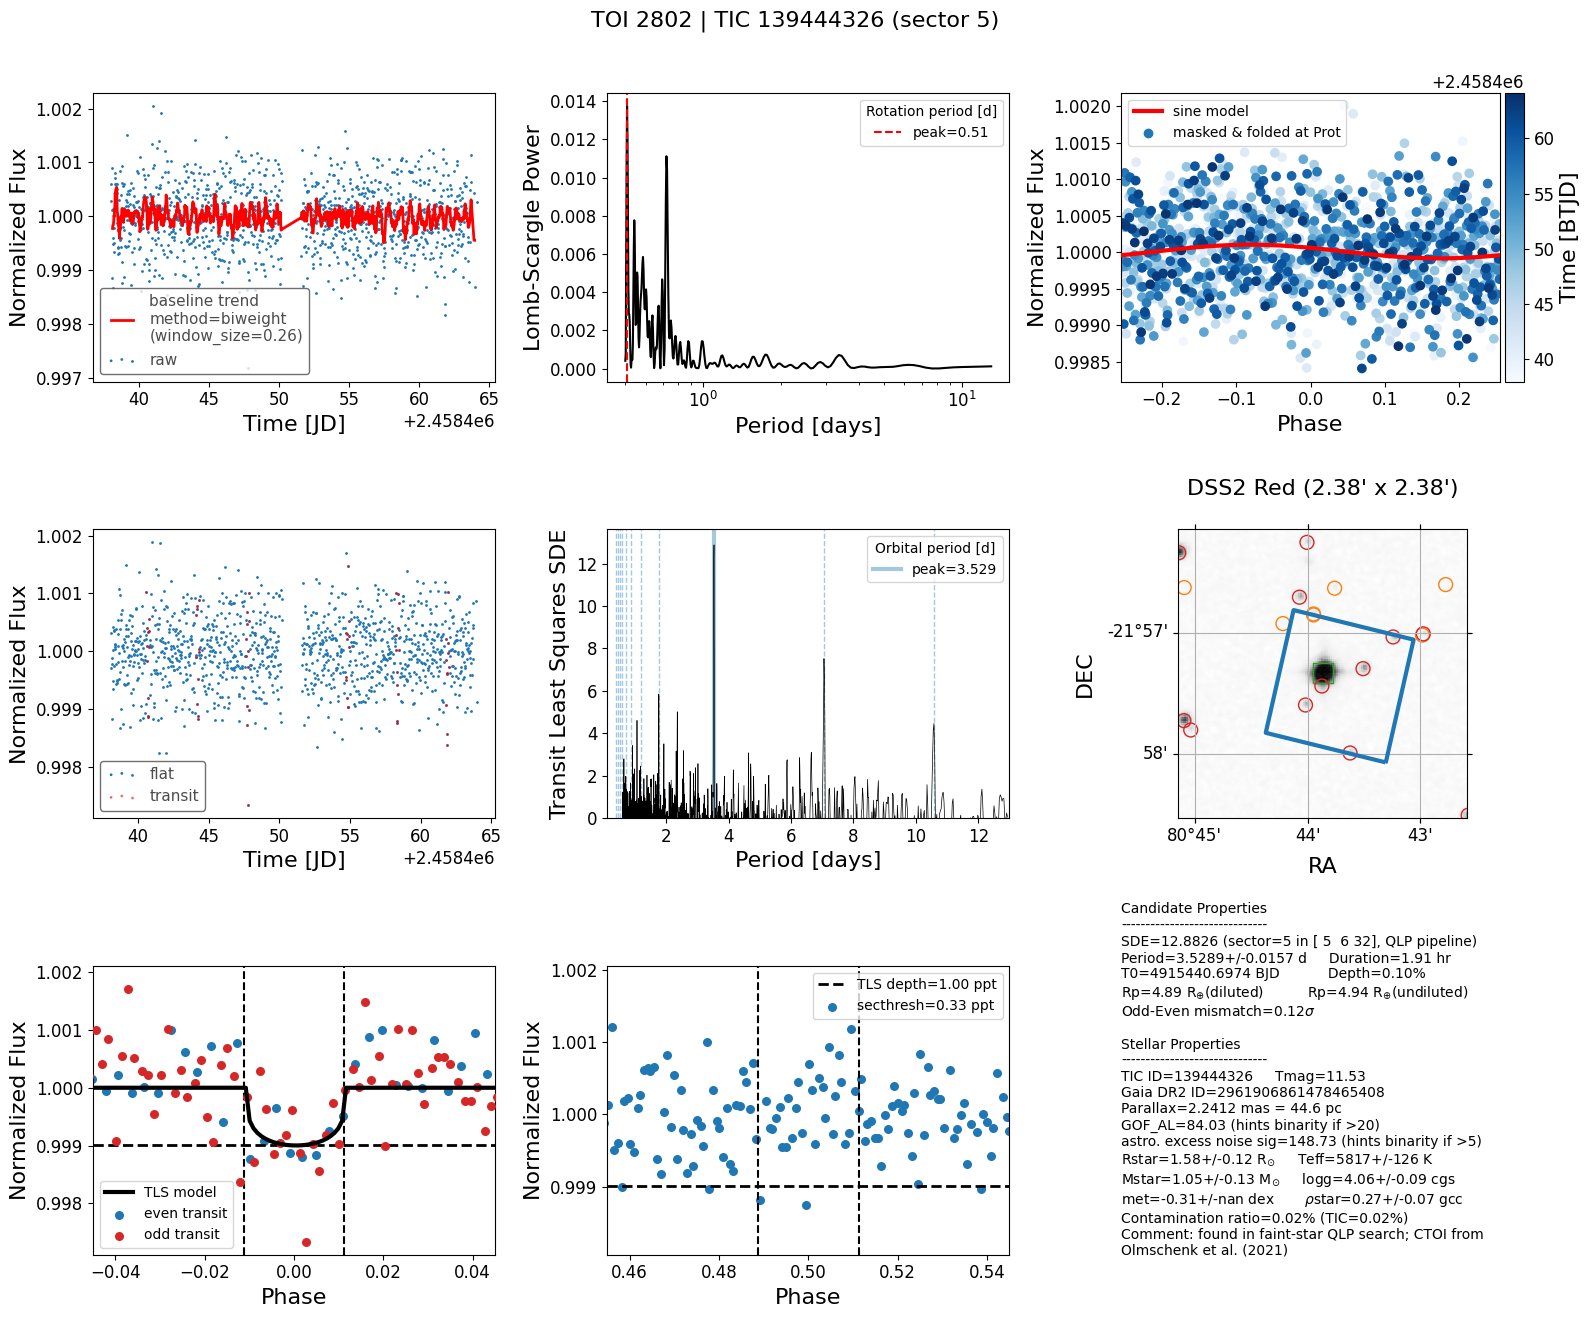 TOI 2802 | TIC 139444326 (sector 5)
Normalized Flux
1.002
1.001
1.000
0.999
0.998
0.997
baseline trend
method=biweight
(window_size=0.26)
raw
40 45 50 55 60 65
Time [JD]
+2.4584e6
Lomb-Scargle Power
0.014
0.012
0.010
0.008
0.006
0.004
0.002
0.000
Rotation period [d]
peak=0.51
10⁰ 10¹
Period [days]
Normalized Flux
1.0020
1.0015
1.0010
1.0005
1.0000
0.9995
0.9990
0.9985
sine model
masked & folded at Prot
−0.2 −0.1 0.0 0.1 0.2
Phase
+2.4584e6
60
55
50
45
40
Time [BTJD]
Normalized Flux
1.002
1.001
1.000
0.999
0.998
flat
transit
40 45 50 55 60 65
Time [JD]
+2.4584e6
Transit Least Squares SDE
12
10
8
6
4
2
0
Orbital period [d]
peak=3.529
2 4 6 8 10 12
Period [days]
DSS2 Red (2.38' x 2.38')
DEC
-21°57'
58'
80°45' 44' 43'
RA
Normalized Flux
1.002
1.001
1.000
0.999
0.998
TLS model
even transit
odd transit
−0.04 −0.02 0.00 0.02 0.04
Phase
Normalized Flux
1.002
1.001
1.000
0.999
TLS depth=1.00 ppt
secthresh=0.33 ppt
0.46 0.48 0.50 0.52 0.54
Phase
Candidate Properties
------------------------------
SDE=12.8826 (sector=5 in [ 5  6 32], QLP pipeline)
Period=3.5289+/-0.0157 d Duration=1.91 hr
T0=4915440.6974 BJD Depth=0.10%
Rp=4.89 R⊕(diluted) Rp=4.94 R⊕(undiluted)
Odd-Even mismatch=0.12σ
Stellar Properties
------------------------------
TIC ID=139444326 Tmag=11.53
Gaia DR2 ID=2961906861478465408
Parallax=2.2412 mas = 44.6 pc
GOF_AL=84.03 (hints binarity if >20)
astro. excess noise sig=148.73 (hints binarity if >5)
Rstar=1.58+/-0.12 R⊙ Teff=5817+/-126 K
Mstar=1.05+/-0.13 M⊙ logg=4.06+/-0.09 cgs
met=-0.31+/-nan dex ρstar=0.27+/-0.07 gcc
Contamination ratio=0.02% (TIC=0.02%)
Comment: found in faint-star QLP search; CTOI from
Olmschenk et al. (2021)